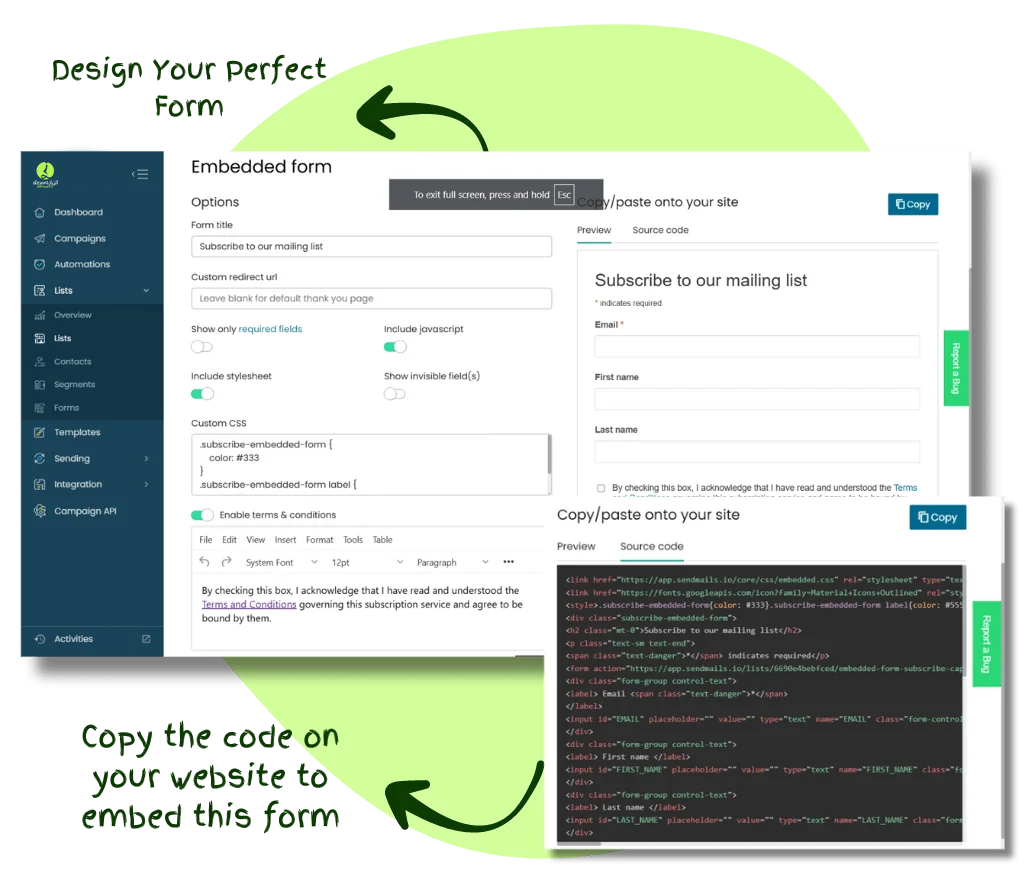 Design Your Perfect
Form
Embedded form
To exit full screen, press and hold Esc
Dashboard
Campaigns
Automations
Lists
Overview
Lists
Contacts
Segments
Forms
Templates
Sending
Integration
Campaign API
Activities
Options
Form title
Subscribe to our mailing list
Custom redirect url
Leave blank for default thank you page
Show only required fields
Include javascript
Include stylesheet
Show invisible field(s)
Custom CSS
.subscribe-embedded-form {
color: #333
}
.subscribe-embedded-form label {
Enable terms & conditions
File Edit View Insert Format Tools Table
System Font 12pt Paragraph •••
By checking this box, I acknowledge that I have read and understood the
Terms and Conditions governing this subscription service and agree to be
bound by them.
Copy/paste onto your site
Copy
Preview Source code
Subscribe to our mailing list
* indicates required
Email *
First name
Last name
By checking this box, I acknowledge that I have read and understood the Terms
Report a Bug
Copy/paste onto your site
Copy
Preview Source code
<link href="https://app.sendmails.io/core/css/embedded.css" rel="stylesheet" type="tex
<link href="https://fonts.googleapis.com/icon?family=Material+Icons+Outlined" rel="sty
<style>.subscribe-embedded-form{color: #333}.subscribe-embedded-form label{color: #555
<div class="subscribe-embedded-form">
<h2 class="mt-0">Subscribe to our mailing list</h2>
<p class="text-sm text-end">
<span class="text-danger">*</span> indicates required</p>
<form action="https://app.sendmails.io/lists/6690e4bebfced/embedded-form-subscribe-cap
<div class="form-group control-text">
<label> Email <span class="text-danger">*</span>
</label>
<input id="EMAIL" placeholder="" value="" type="text" name="EMAIL" class="form-control
</div>
<div class="form-group control-text">
<label> First name </label>
<input id="FIRST_NAME" placeholder="" value="" type="text" name="FIRST_NAME" class="fo
</div>
<div class="form-group control-text">
<label> Last name </label>
<input id="LAST_NAME" placeholder="" value="" type="text" name="LAST_NAME" class="form
</div>
Report a Bug
Copy the code on
your website to
embed this form